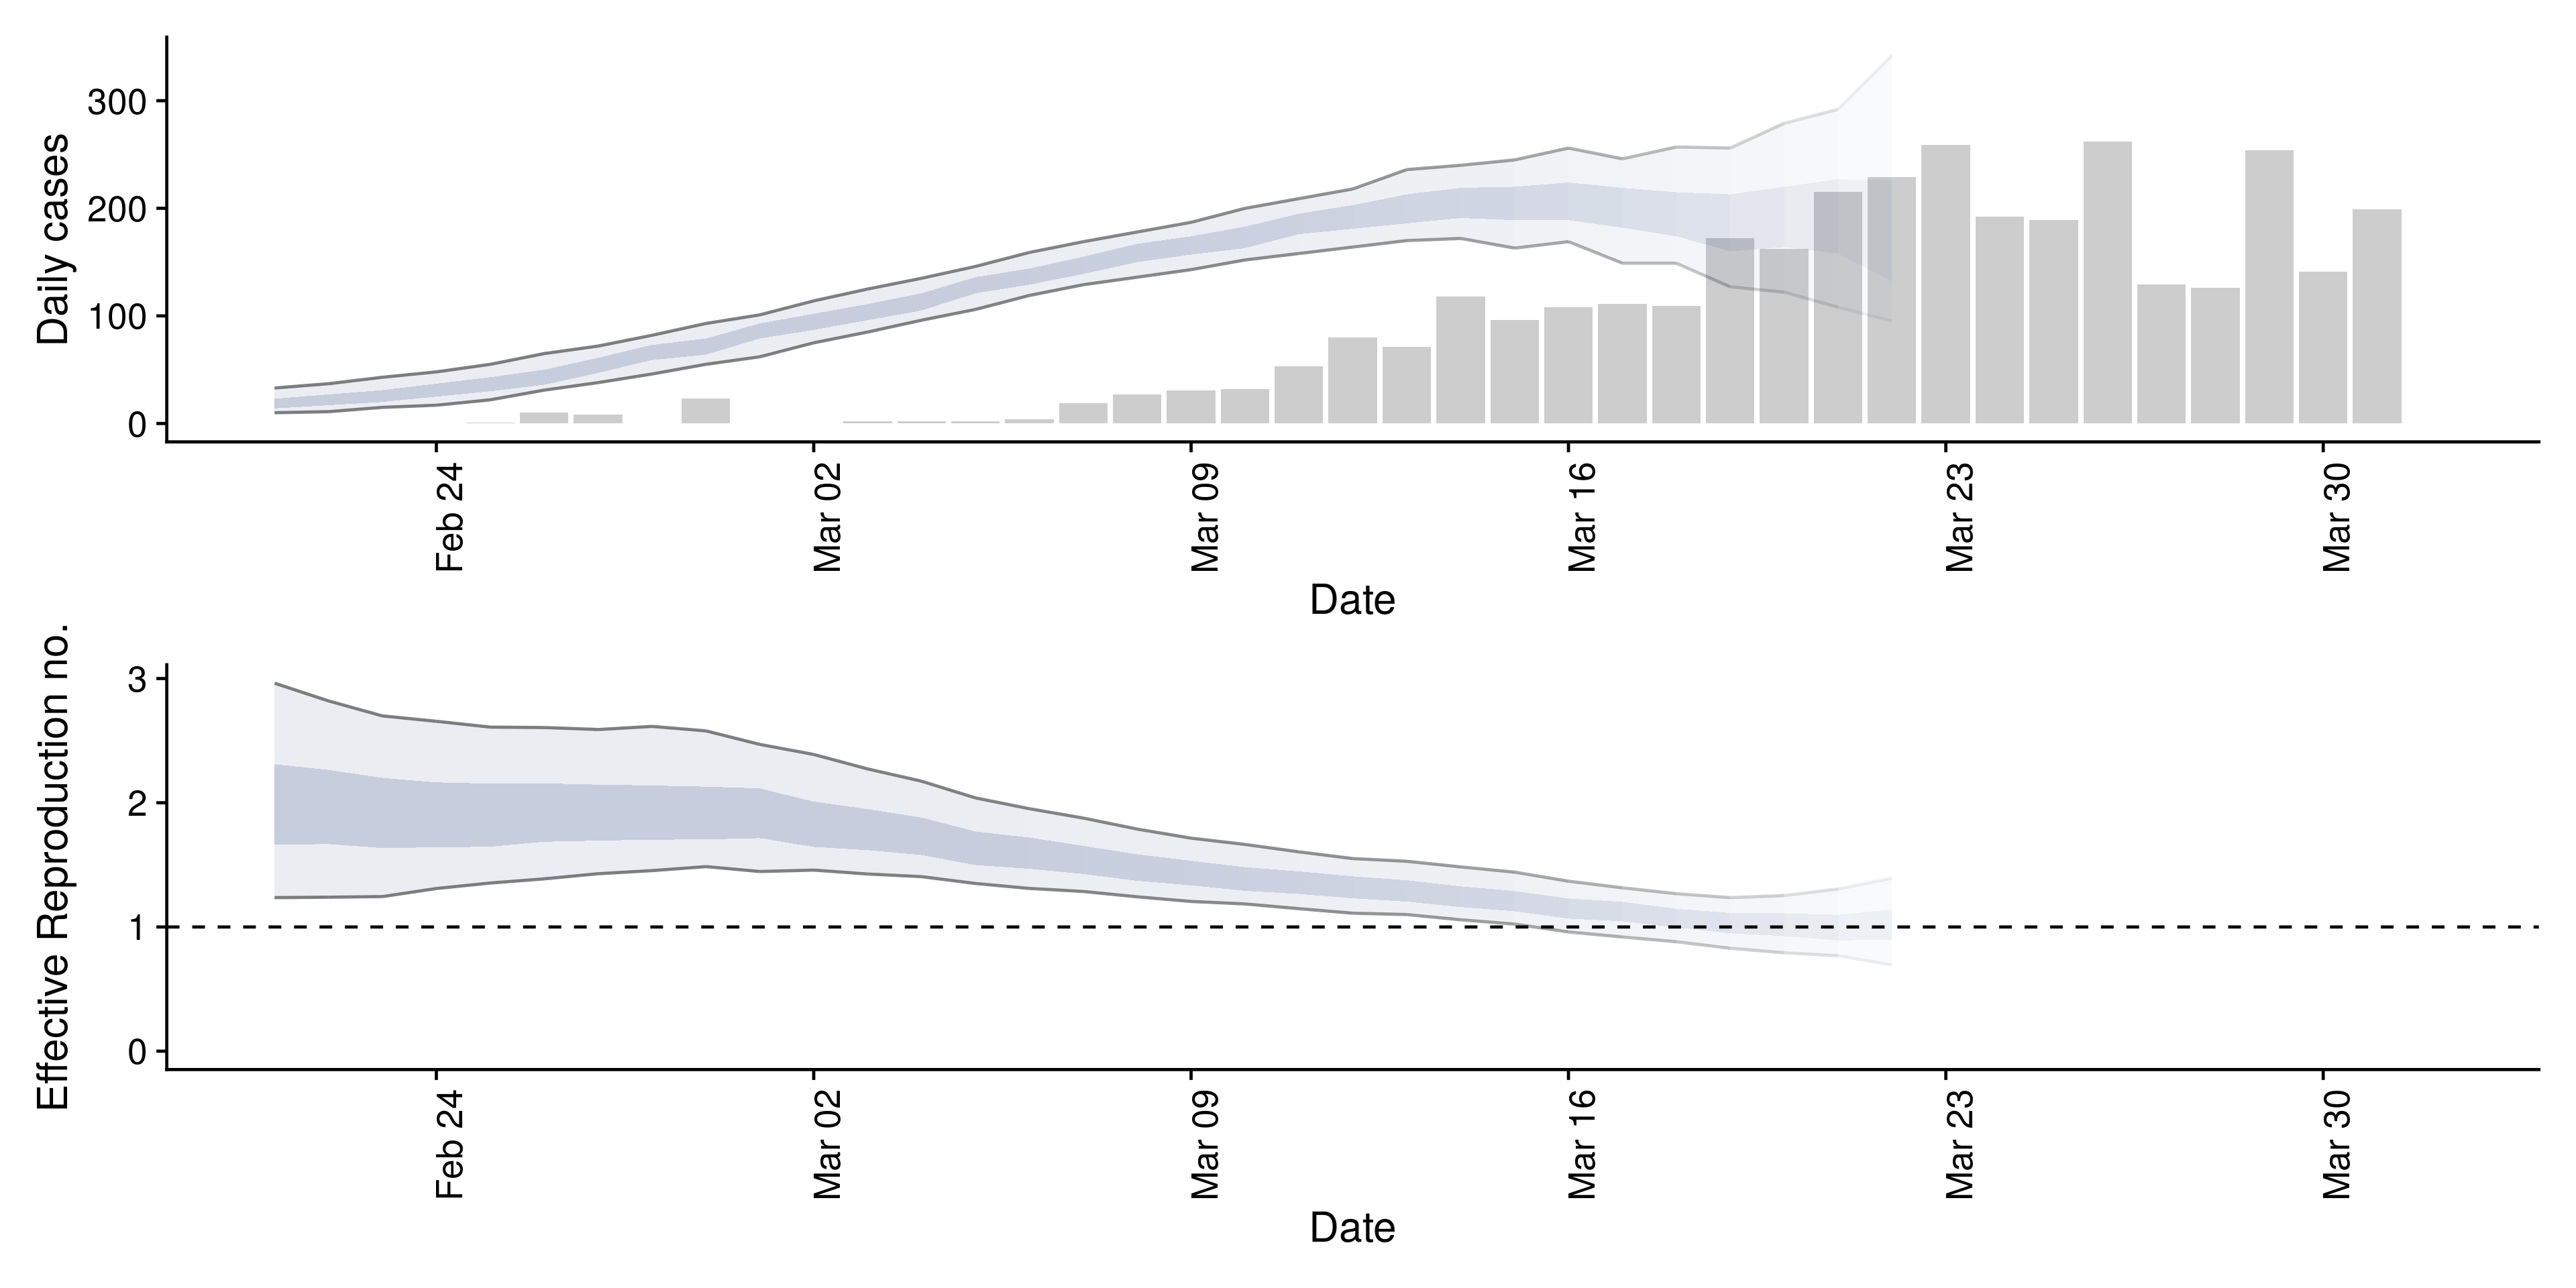 Daily cases
300
200
100
0
Feb 24
Mar 02
Mar 09
Mar 16
Mar 23
Mar 30
Date
Effective Reproduction no.
3
2
1
0
Feb 24
Mar 02
Mar 09
Mar 16
Mar 23
Mar 30
Date